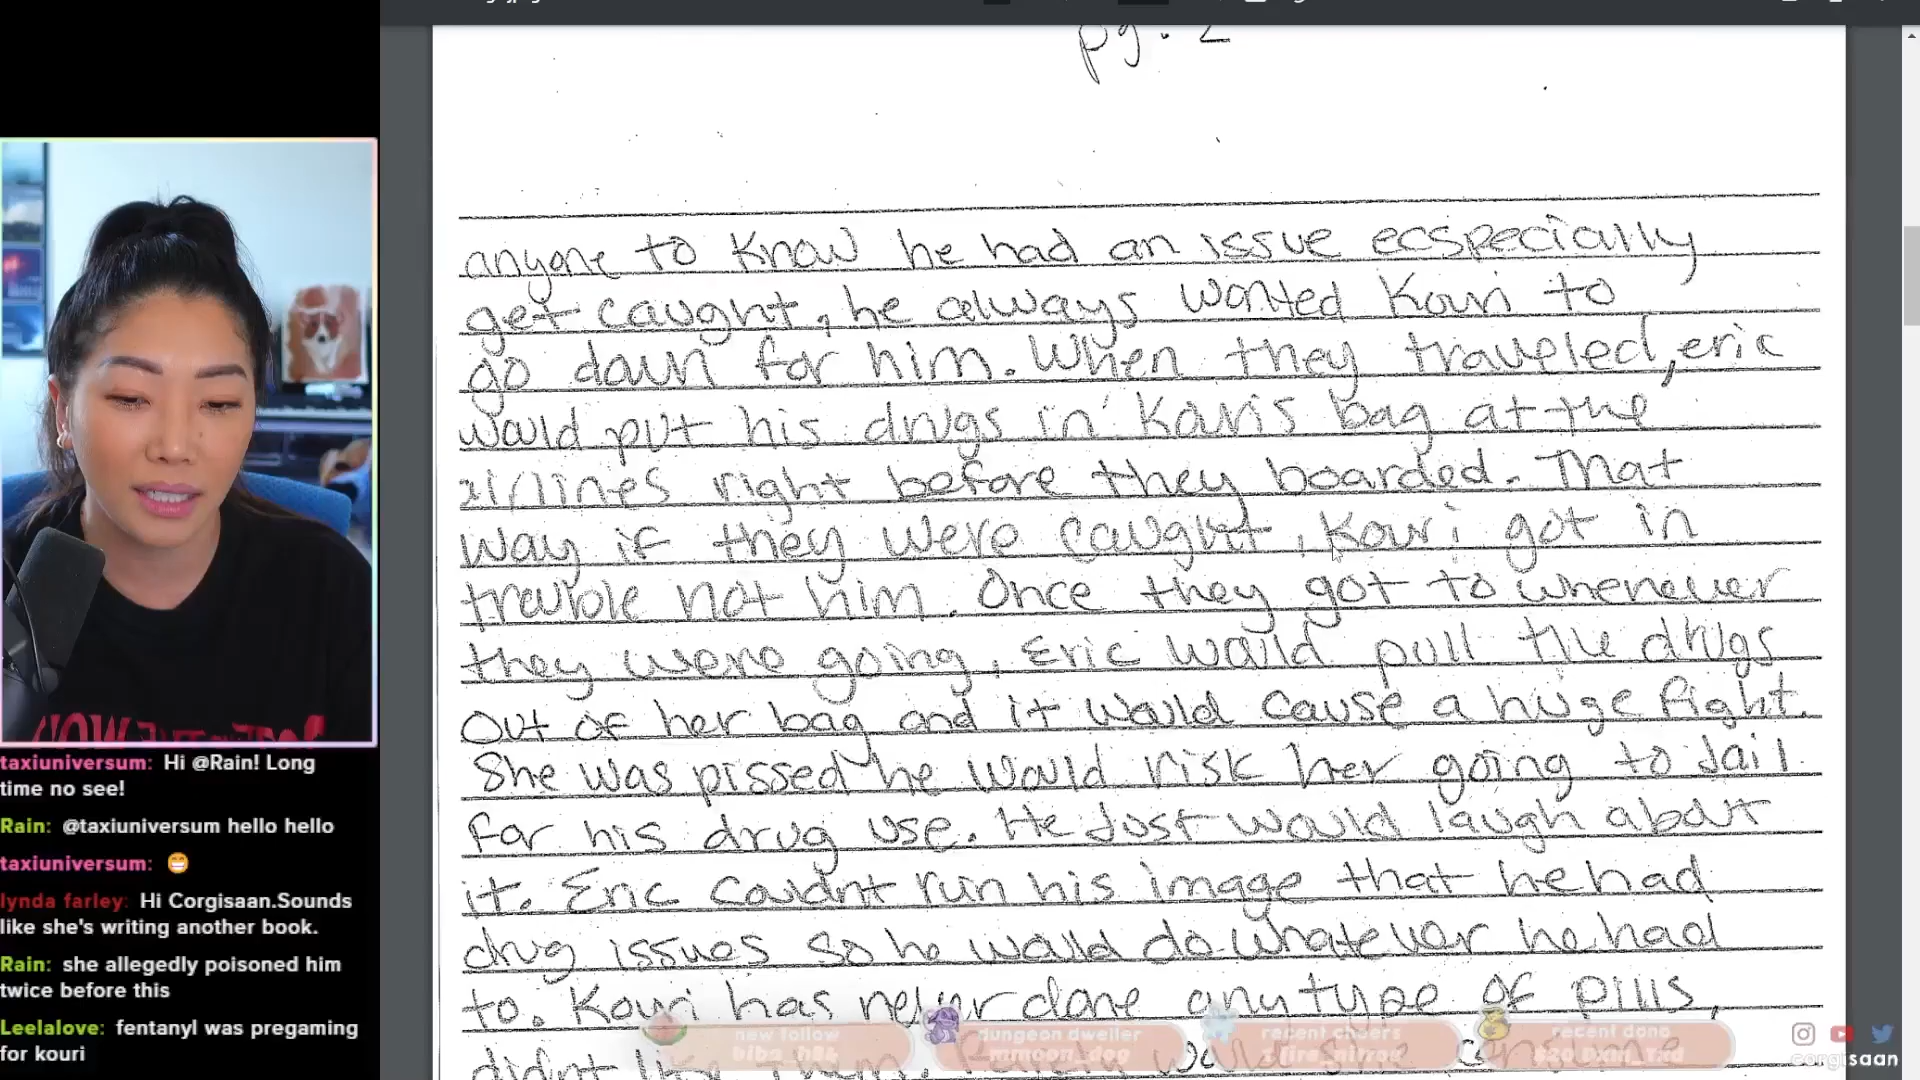 pg. 2
anyone to know he had an issue ecspecially
get caught, he always wanted Kouri to
go down for him. When they traveled, eric
would put his drugs in Kouri's bag at the
airlines right before they boarded. That
way if they were caught, Kouri got in
trouble not him. Once they got to whenever
they were going, Eric would pull the drugs
out of her bag and it would cause a huge fight.
She was pissed he would risk her going to Jail
for his drug use. He Just would laugh about
it. Eric couldnt ruin his image that he had
drug issues so he would do whatever he had
to. Kouri has never done any type of pills,
didnt like them.
taxiuniversum: Hi @Rain! Long
time no see!
Rain: @taxiuniversum hello hello
taxiuniversum: 😁
lynda farley: Hi Corgisaan.Sounds
like she's writing another book.
Rain: she allegedly poisoned him
twice before this
Leelalove: fentanyl was pregaming
for kouri
new follow
dungeon dweller
mmoon_dog
recent cheers
recent dono
corgisaan